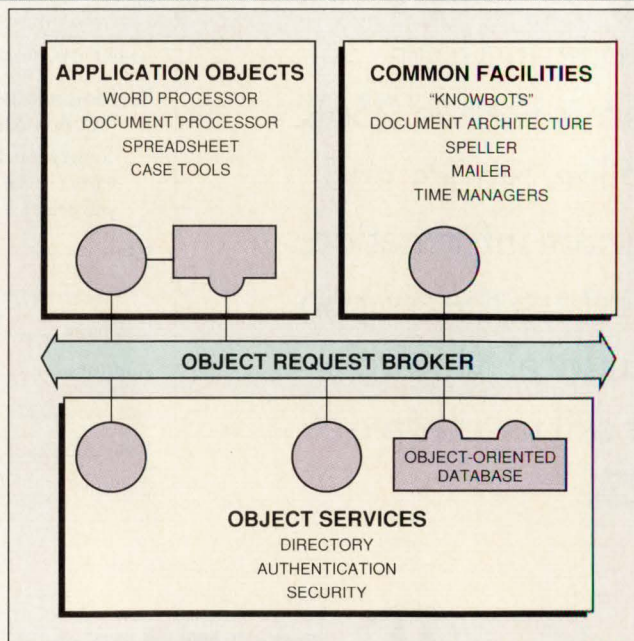 APPLICATION OBJECTS
WORD PROCESSOR
DOCUMENT PROCESSOR
SPREADSHEET
CASE TOOLS
COMMON FACILITIES
“KNOWBOTS”
DOCUMENT ARCHITECTURE
SPELLER
MAILER
TIME MANAGERS
OBJECT REQUEST BROKER
OBJECT-ORIENTED
DATABASE
OBJECT SERVICES
DIRECTORY
AUTHENTICATION
SECURITY